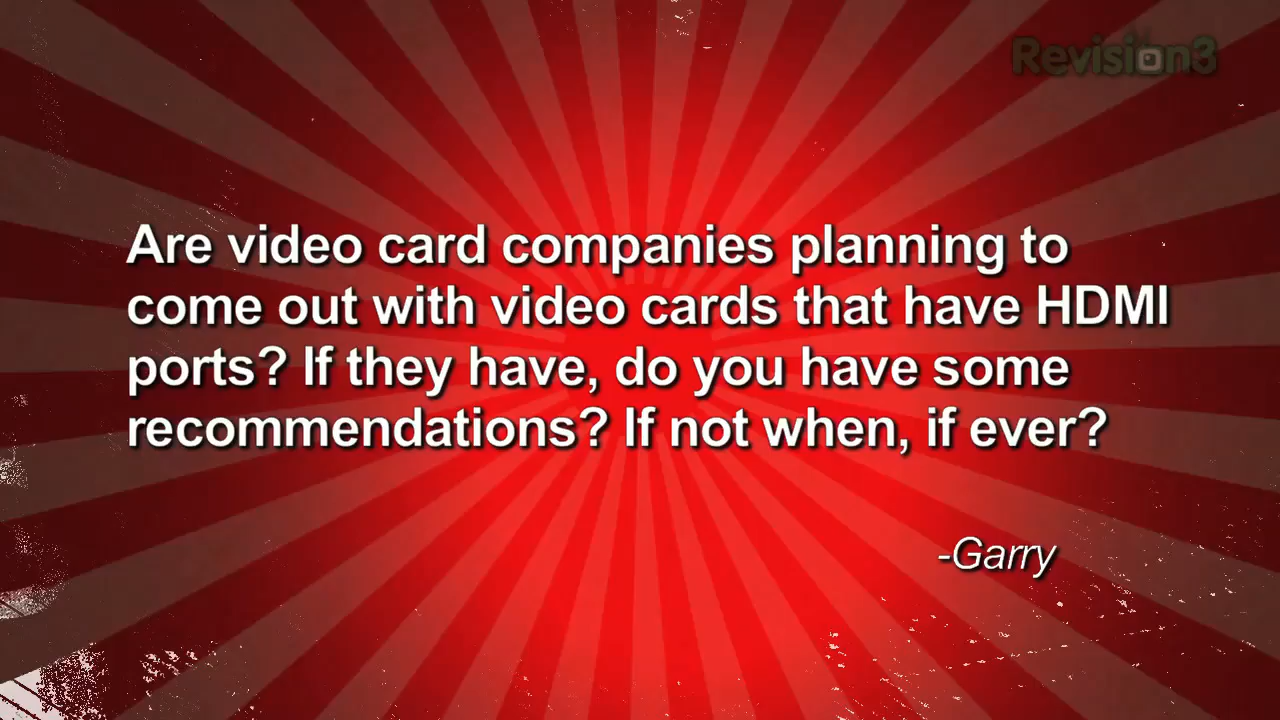 Revision3
Are video card companies planning to
come out with video cards that have HDMI
ports? If they have, do you have some
recommendations? If not when, if ever?
-Garry